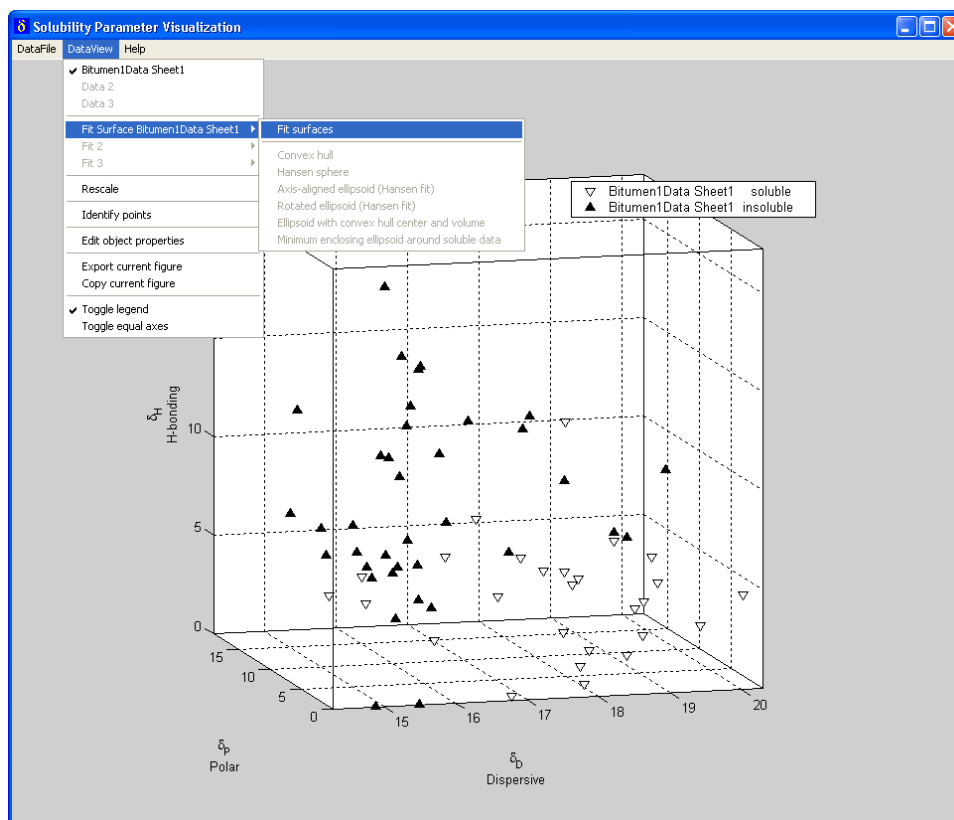 δ Solubility Parameter Visualization
DataFile DataView Help
Bitumen1Data Sheet1
Data 2
Data 3
Fit Surface Bitumen1Data Sheet1
Fit 2
Fit 3
Rescale
Identify points
Edit object properties
Export current figure
Copy current figure
Toggle legend
Toggle equal axes
Fit surfaces
Convex hull
Hansen sphere
Axis-aligned ellipsoid (Hansen fit)
Rotated ellipsoid (Hansen fit)
Ellipsoid with convex hull center and volume
Minimum enclosing ellipsoid around soluble data
Bitumen1Data Sheet1 soluble
Bitumen1Data Sheet1 insoluble
δH
H-bonding
10
5
0
15
10
5
0
δP
Polar
15
16
17
18
19
20
δD
Dispersive